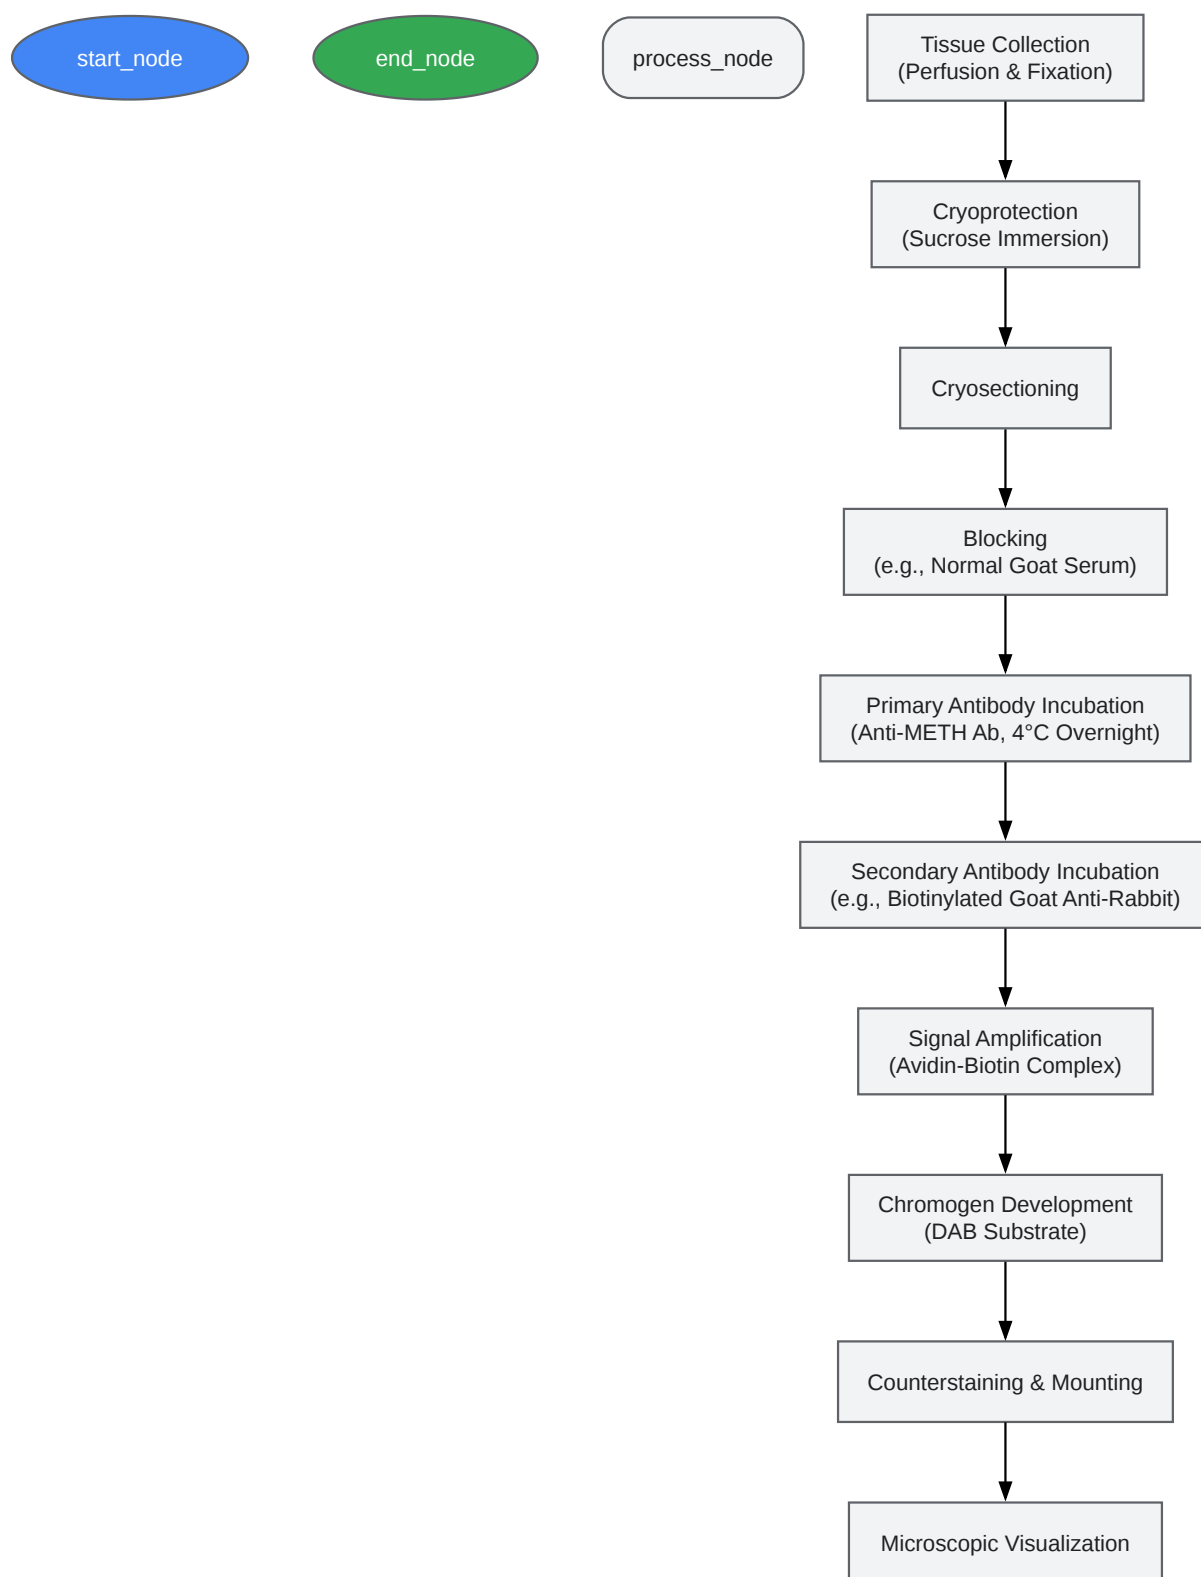 start_node
end_node
process_node
Tissue Collection
(Perfusion & Fixation)
Cryoprotection
(Sucrose Immersion)
Cryosectioning
Blocking
(e.g., Normal Goat Serum)
Primary Antibody Incubation
(Anti-METH Ab, 4°C Overnight)
Secondary Antibody Incubation
(e.g., Biotinylated Goat Anti-Rabbit)
Signal Amplification
(Avidin-Biotin Complex)
Chromogen Development
(DAB Substrate)
Counterstaining & Mounting
Microscopic Visualization